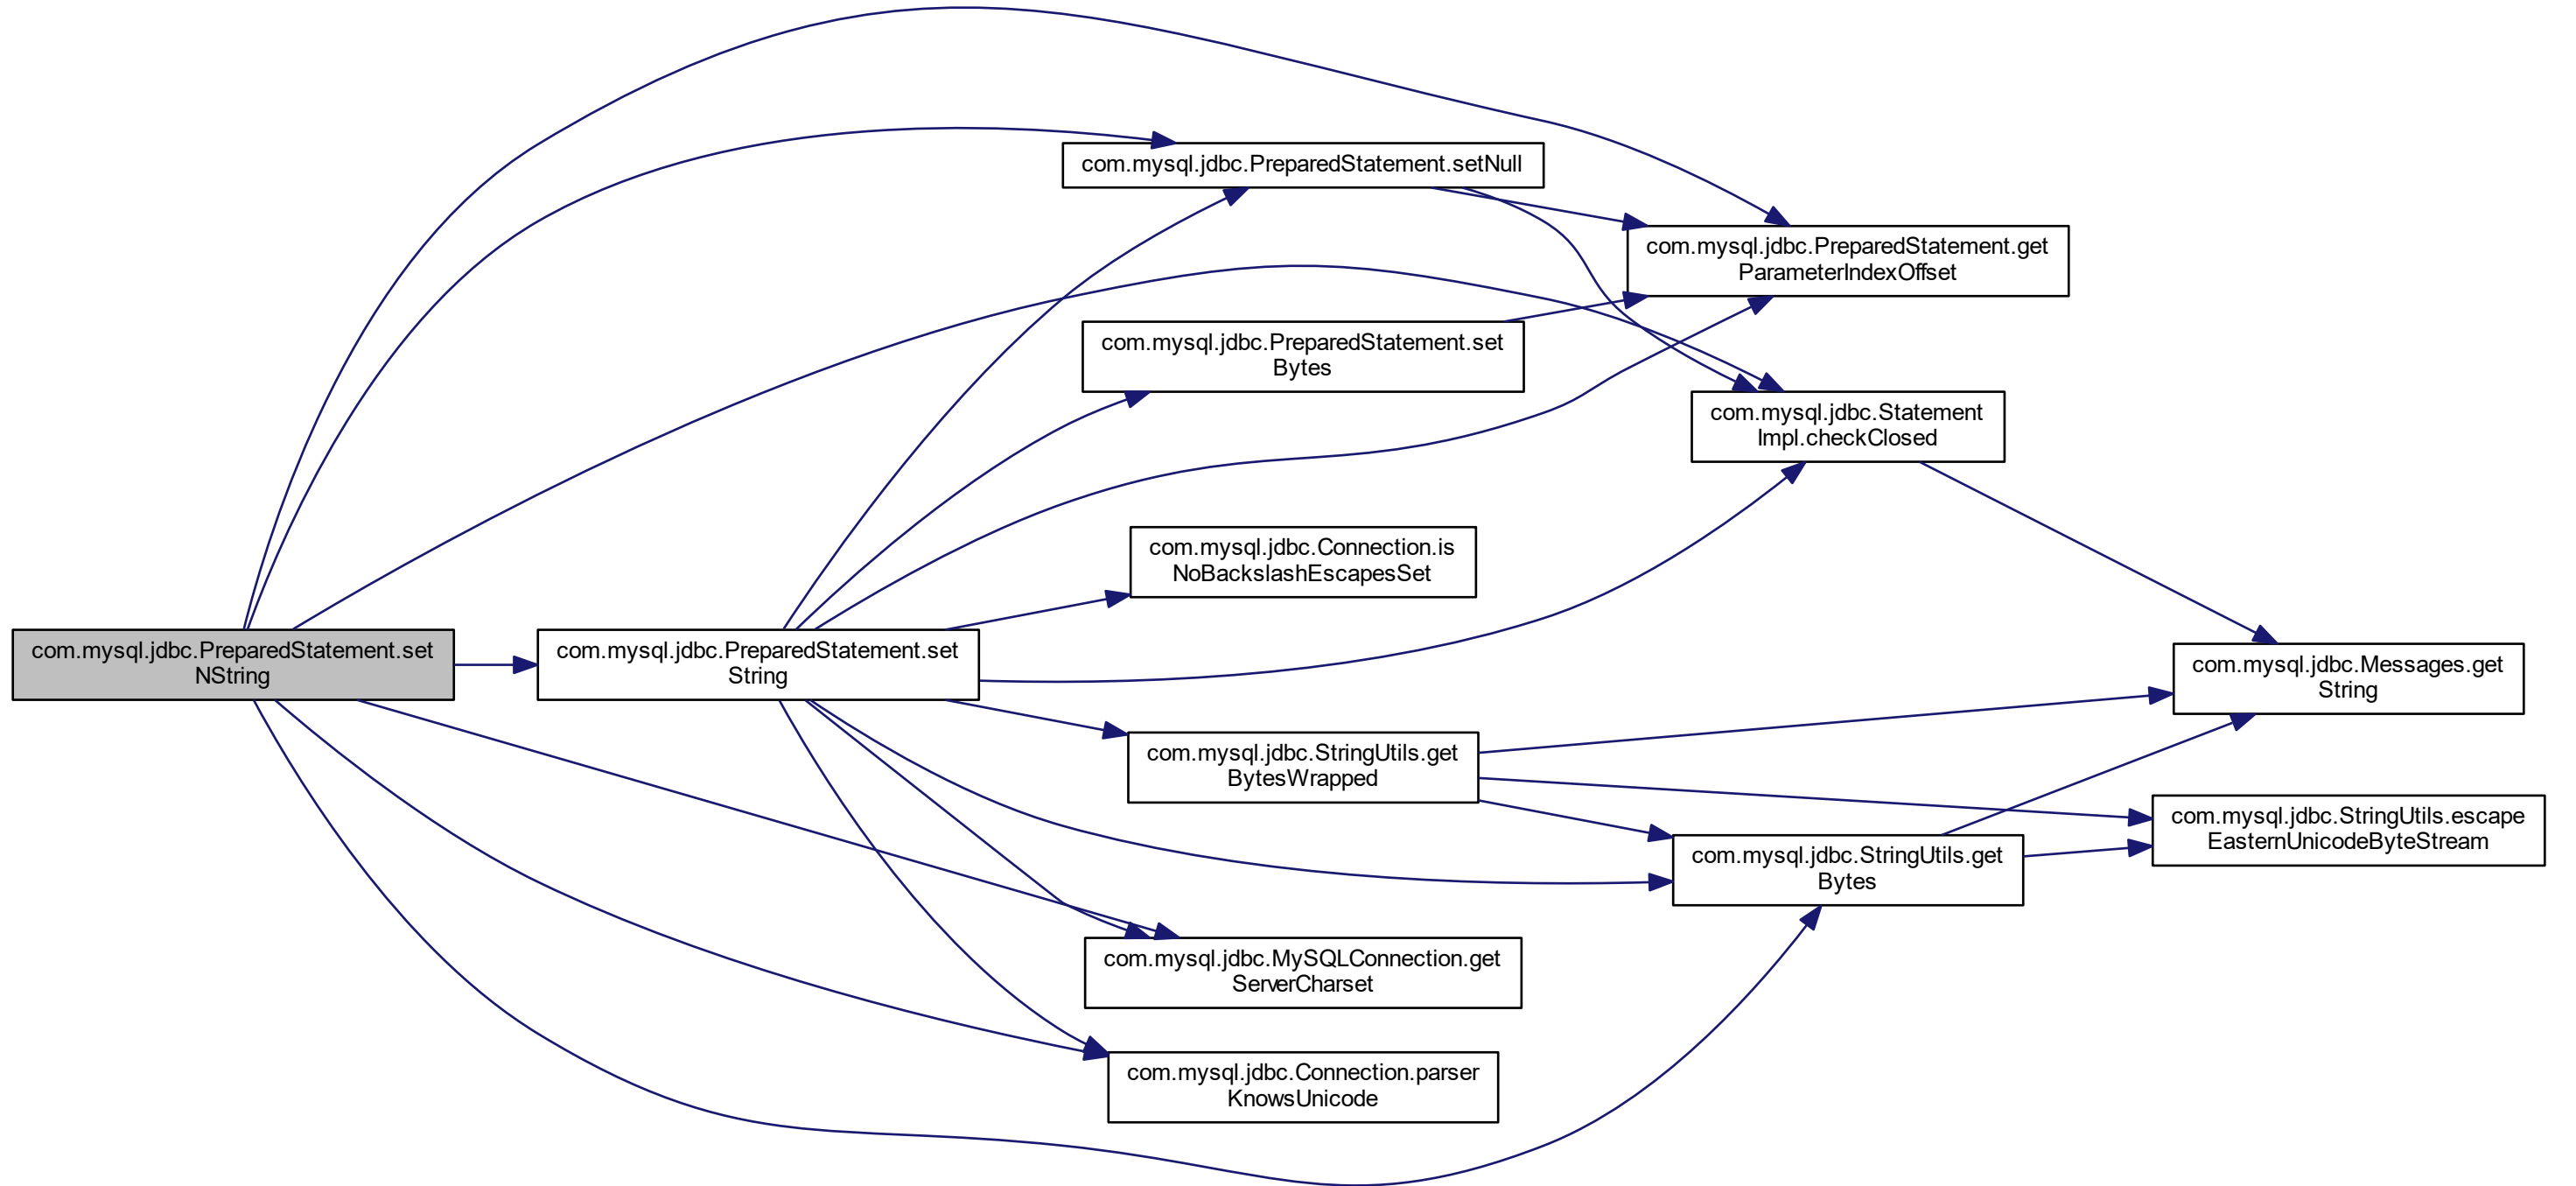 com.mysql.jdbc.PreparedStatement.set
NString
com.mysql.jdbc.PreparedStatement.set
String
com.mysql.jdbc.PreparedStatement.setNull
com.mysql.jdbc.PreparedStatement.set
Bytes
com.mysql.jdbc.Connection.is
NoBackslashEscapesSet
com.mysql.jdbc.StringUtils.get
BytesWrapped
com.mysql.jdbc.MySQLConnection.get
ServerCharset
com.mysql.jdbc.Connection.parser
KnowsUnicode
com.mysql.jdbc.PreparedStatement.get
ParameterIndexOffset
com.mysql.jdbc.Statement
Impl.checkClosed
com.mysql.jdbc.StringUtils.get
Bytes
com.mysql.jdbc.Messages.get
String
com.mysql.jdbc.StringUtils.escape
EasternUnicodeByteStream